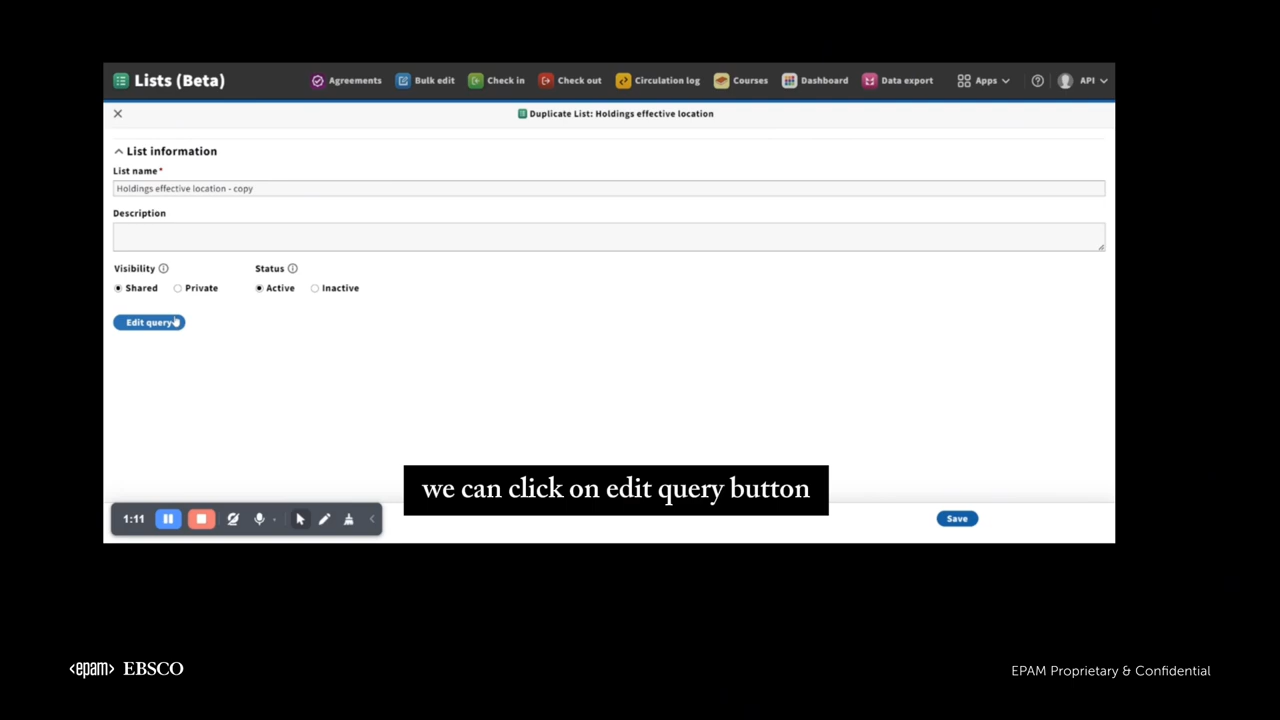 Lists (Beta) Agreements Bulk edit Check in Check out Circulation log Courses Dashboard Data export Apps API
Duplicate List: Holdings effective location
List information
List name*
Holdings effective location - copy
Description
Visibility Status
Shared Private Active Inactive
Edit query
we can click on edit query button
1:11 Save
<epam> EBSCO EPAM Proprietary & Confidential